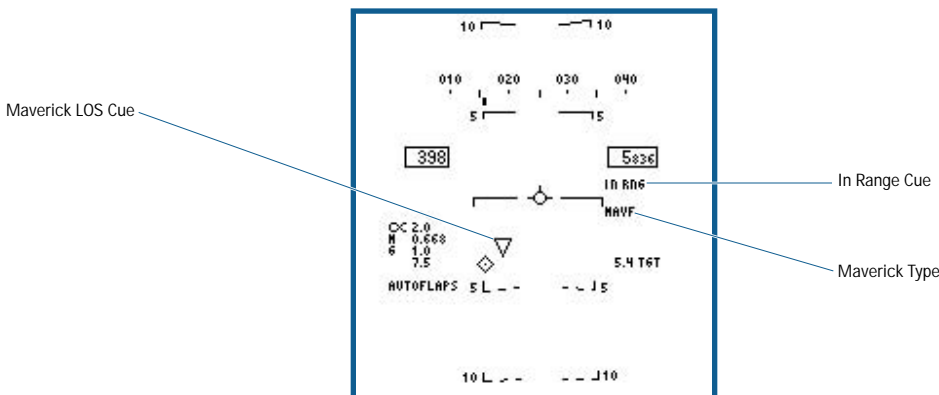 10 10
010 020 030 040
5 5
Maverick LOS Cue
398 5836
IN RNG
In Range Cue
MAVF
α 2.0
M 0.668
G 1.0
7.5
5.4 TGT
Maverick Type
AUTOFLAPS 5 5
10 10